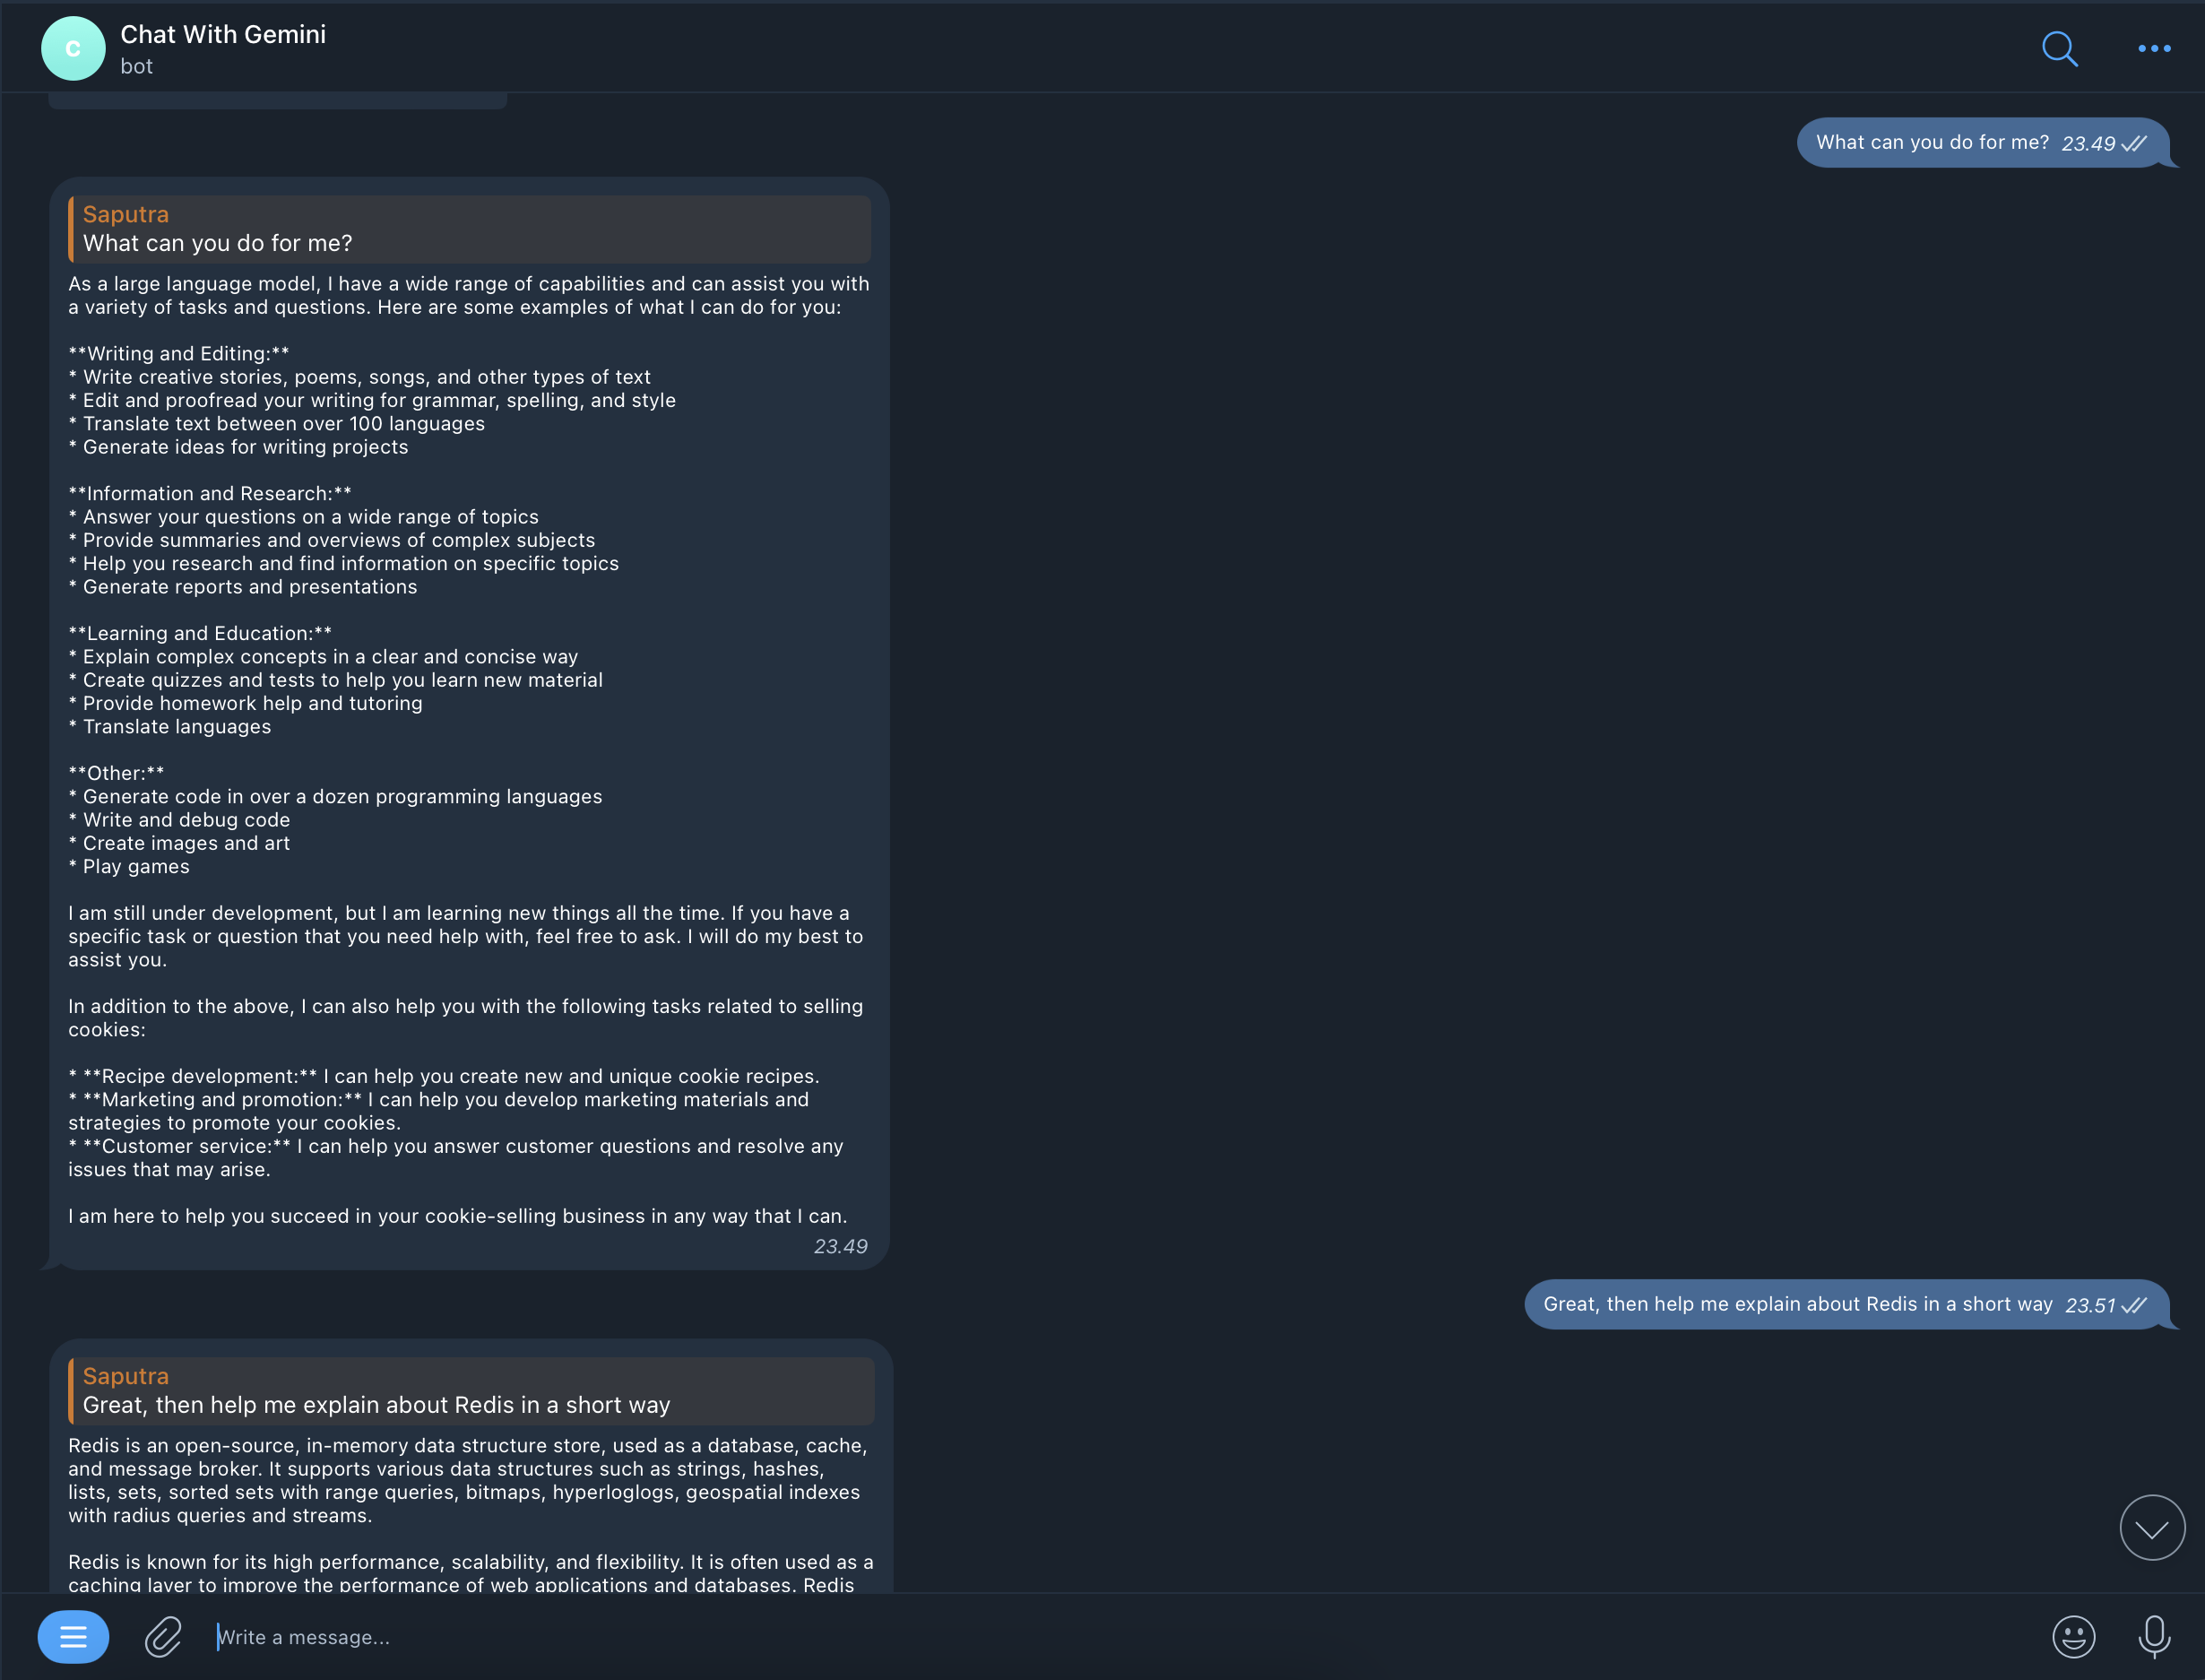 C
Chat With Gemini
bot
What can you do for me? 23.49
Saputra
What can you do for me?
As a large language model, I have a wide range of capabilities and can assist you with
a variety of tasks and questions. Here are some examples of what I can do for you:
**Writing and Editing:**
* Write creative stories, poems, songs, and other types of text
* Edit and proofread your writing for grammar, spelling, and style
* Translate text between over 100 languages
* Generate ideas for writing projects
**Information and Research:**
* Answer your questions on a wide range of topics
* Provide summaries and overviews of complex subjects
* Help you research and find information on specific topics
* Generate reports and presentations
**Learning and Education:**
* Explain complex concepts in a clear and concise way
* Create quizzes and tests to help you learn new material
* Provide homework help and tutoring
* Translate languages
**Other:**
* Generate code in over a dozen programming languages
* Write and debug code
* Create images and art
* Play games
I am still under development, but I am learning new things all the time. If you have a
specific task or question that you need help with, feel free to ask. I will do my best to
assist you.
In addition to the above, I can also help you with the following tasks related to selling
cookies:
* **Recipe development:** I can help you create new and unique cookie recipes.
* **Marketing and promotion:** I can help you develop marketing materials and
strategies to promote your cookies.
* **Customer service:** I can help you answer customer questions and resolve any
issues that may arise.
I am here to help you succeed in your cookie-selling business in any way that I can.
23.49
Great, then help me explain about Redis in a short way 23.51
Saputra
Great, then help me explain about Redis in a short way
Redis is an open-source, in-memory data structure store, used as a database, cache,
and message broker. It supports various data structures such as strings, hashes,
lists, sets, sorted sets with range queries, bitmaps, hyperloglogs, geospatial indexes
with radius queries and streams.
Redis is known for its high performance, scalability, and flexibility. It is often used as a
caching layer to improve the performance of web applications and databases. Redis
Write a message...